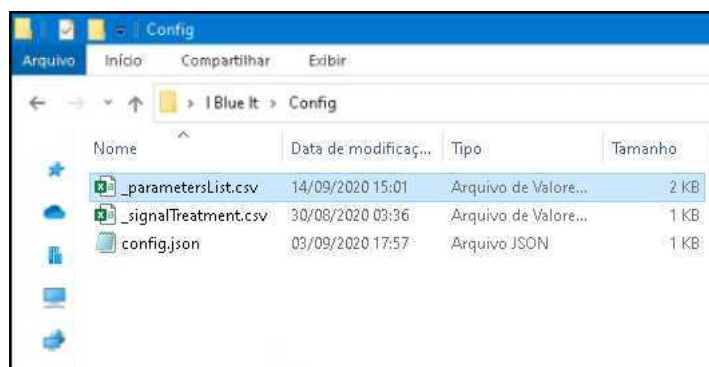 Config
Arquivo Início Compartilhar Exibir
I Blue It > Config
Nome Data de modificaç... Tipo Tamanho
_parametersList.csv 14/09/2020 15:01 Arquivo de Valore... 2 KB
_signalTreatment.csv 30/08/2020 03:36 Arquivo de Valore... 1 KB
config.json 03/09/2020 17:57 Arquivo JSON 1 KB